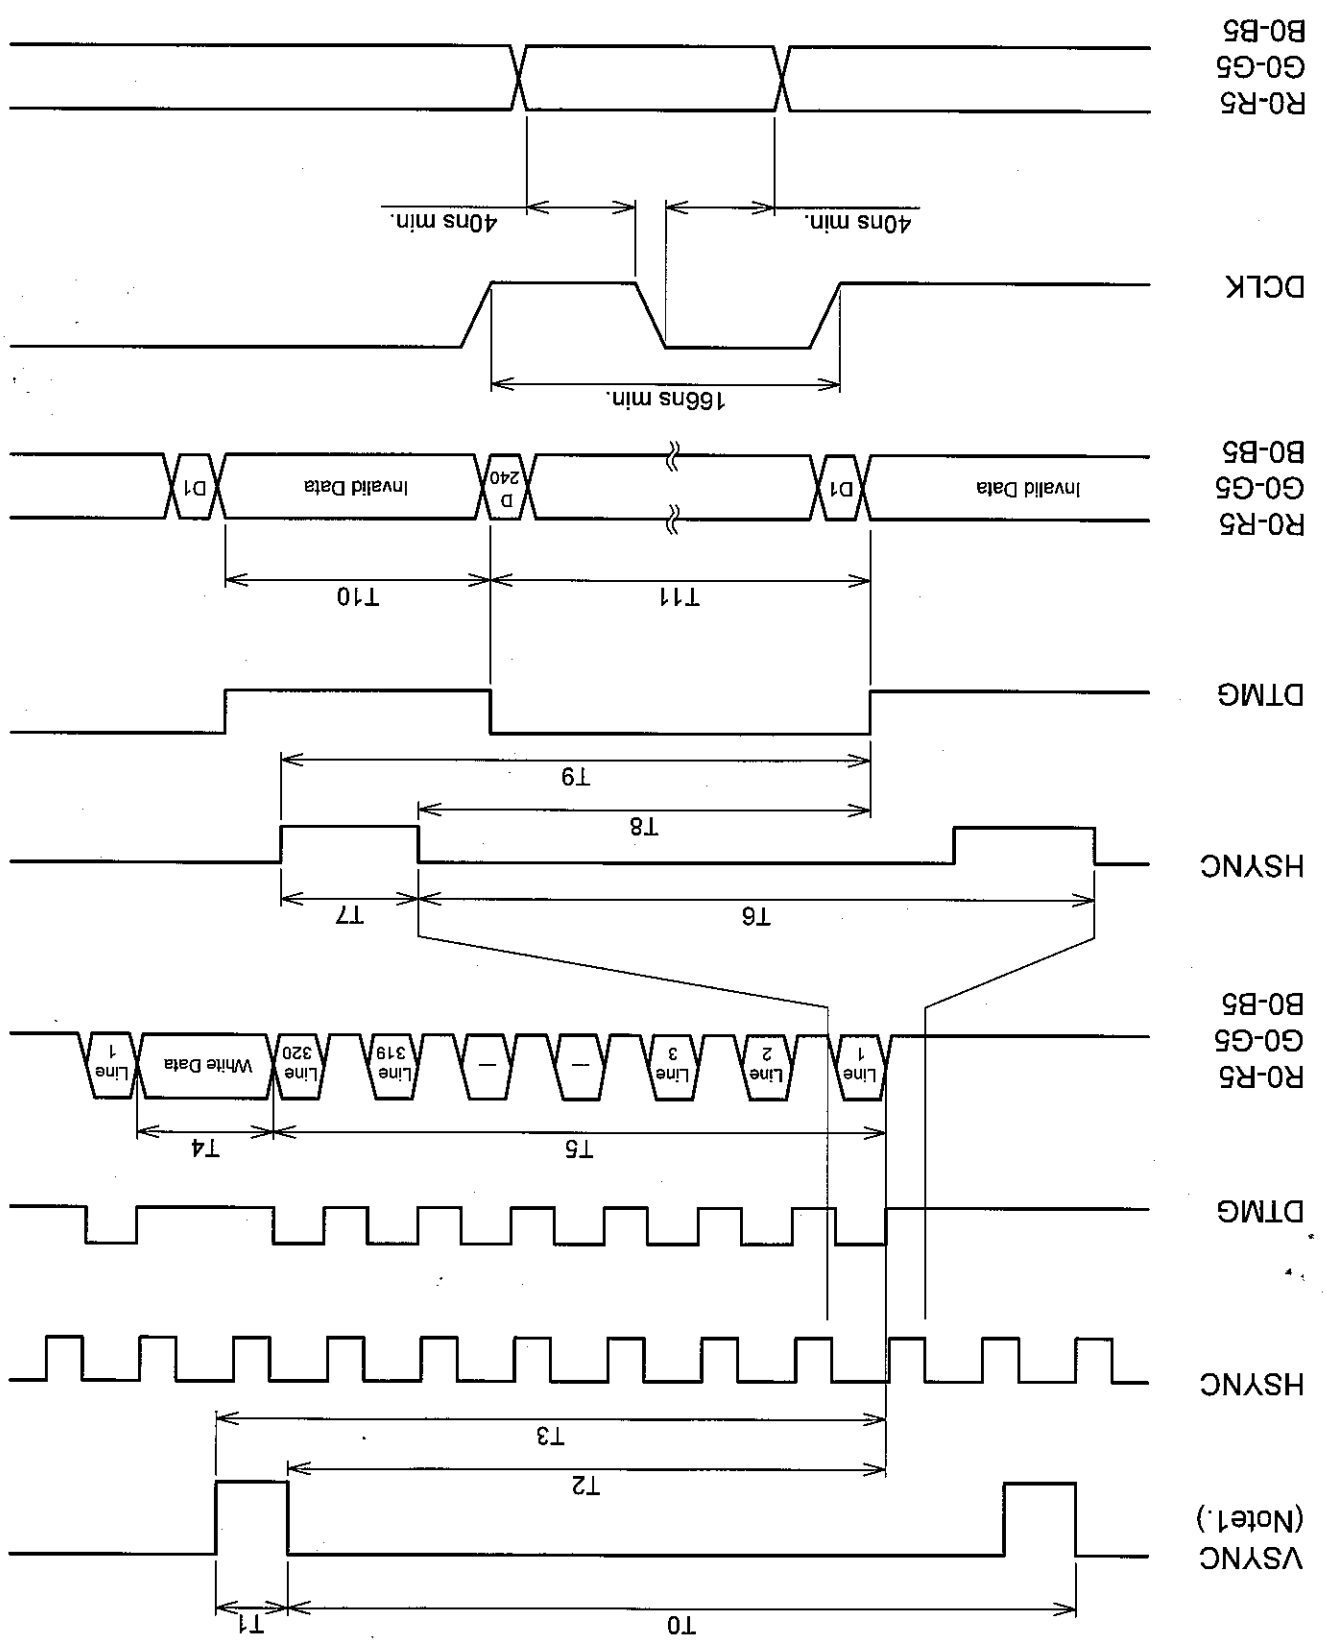 T0 T1
VSYNC
(Note1.)
T2
T3
HSYNC
DTMG
T5 T4
R0-R5
G0-G5
B0-B5
Line 
1
Line
2
Line
3
—
—
Line
319
Line
320
White Data
Line
1
T6 T7
HSYNC
T8
T9
DTMG
T11 T10
R0-R5
G0-G5
B0-B5
Invalid Data
D1
D
240
Invalid Data
D1
166ns min.
DCLK
40ns min. 40ns min.
R0-R5
G0-G5
B0-B5